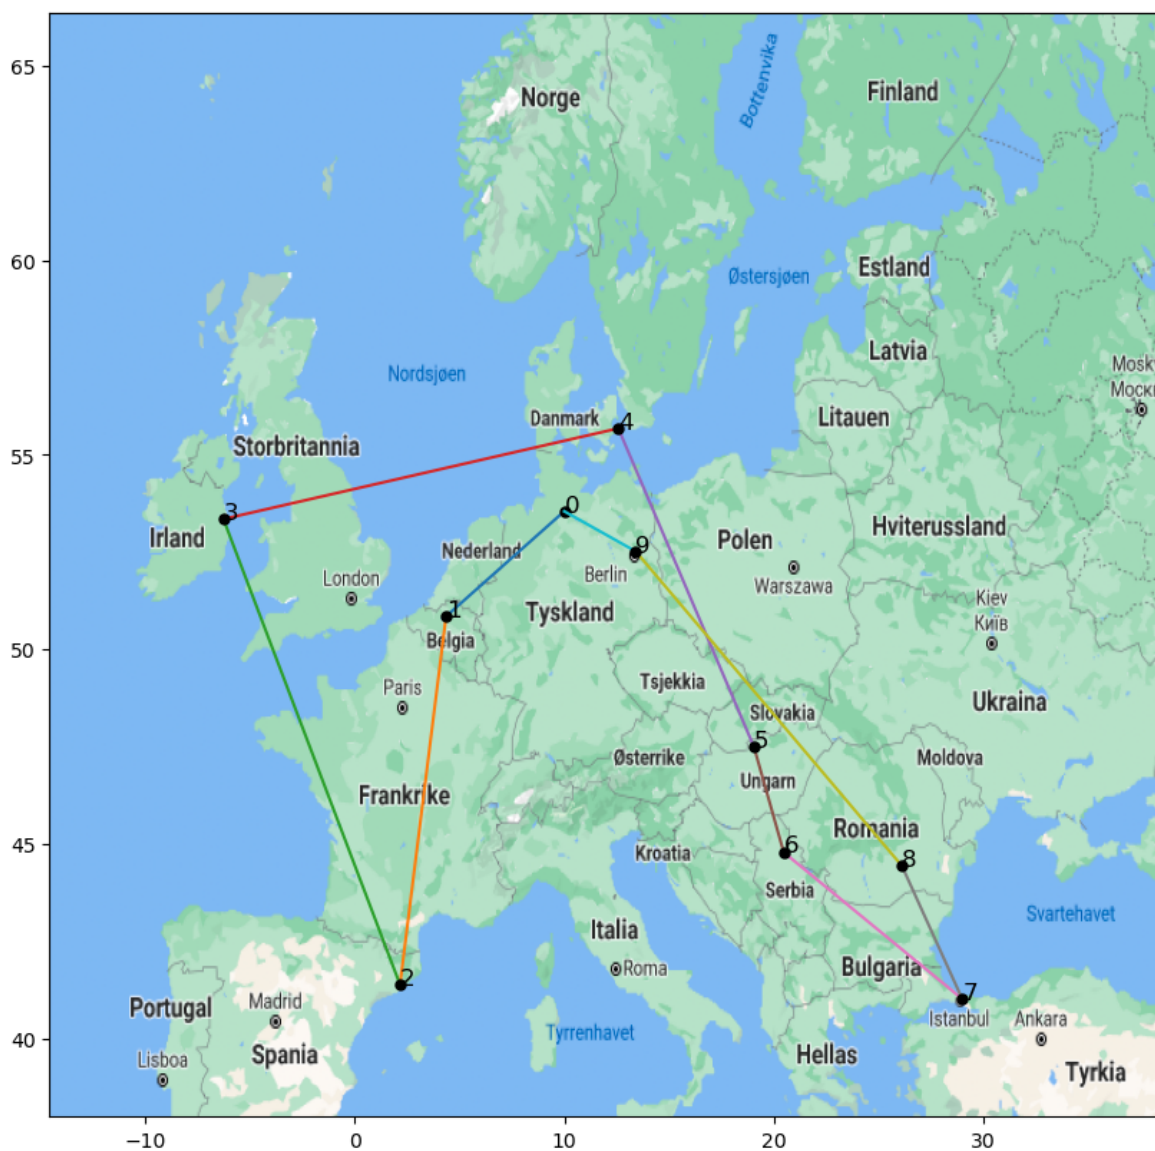 65
60
55
50
45
40
−10
0
10
20
30
Norge
Bottenvika
Finland
Østersjøen
Estland
Nordsjøen
Latvia
Mosk
Моск
Danmark
4
Litauen
Storbritannia
3
Irland
0
Nederland
9
Polen
Hviterussland
London
Berlin
Warszawa
Kiev
Київ
1
Belgia
Tyskland
Paris
Tsjekkia
Slovakia
Ukraina
5
Østerrike
Ungarn
Moldova
Frankrike
Romania
6
8
Kroatia
Serbia
Italia
Svartehavet
Roma
Bulgaria
2
7
Portugal
Madrid
Istanbul
Ankara
Tyrrenhavet
Lisboa
Spania
Hellas
Tyrkia